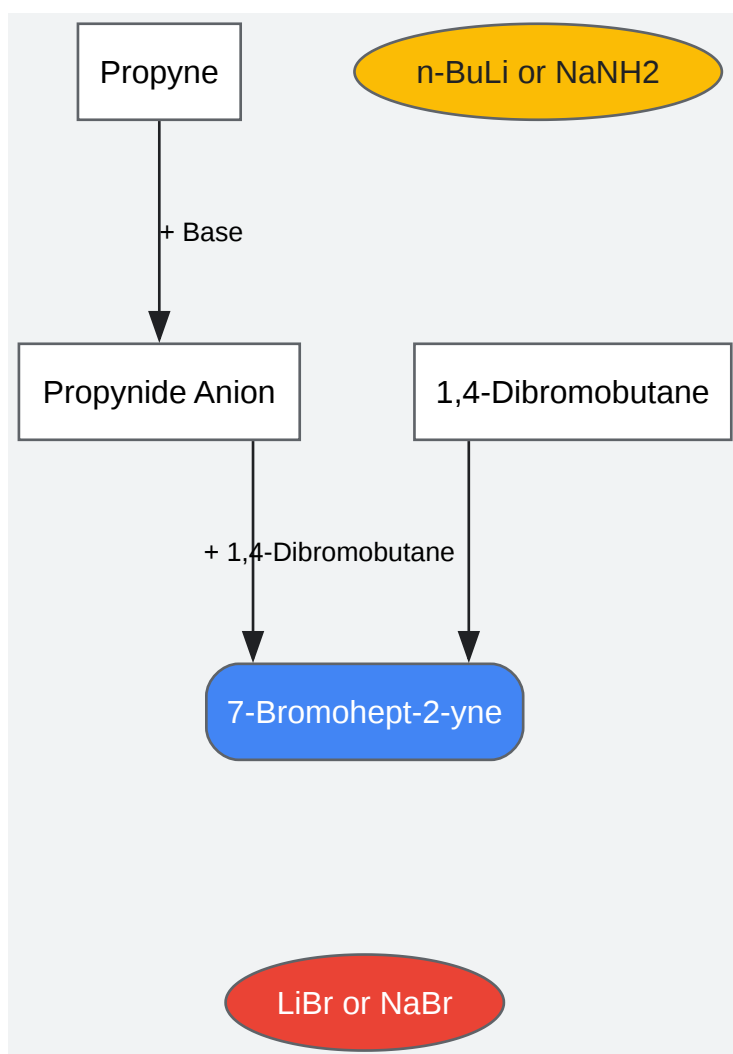 Propyne
n-BuLi or NaNH2
+ Base
Propynide Anion
1,4-Dibromobutane
+ 1,4-Dibromobutane
7-Bromohept-2-yne
LiBr or NaBr